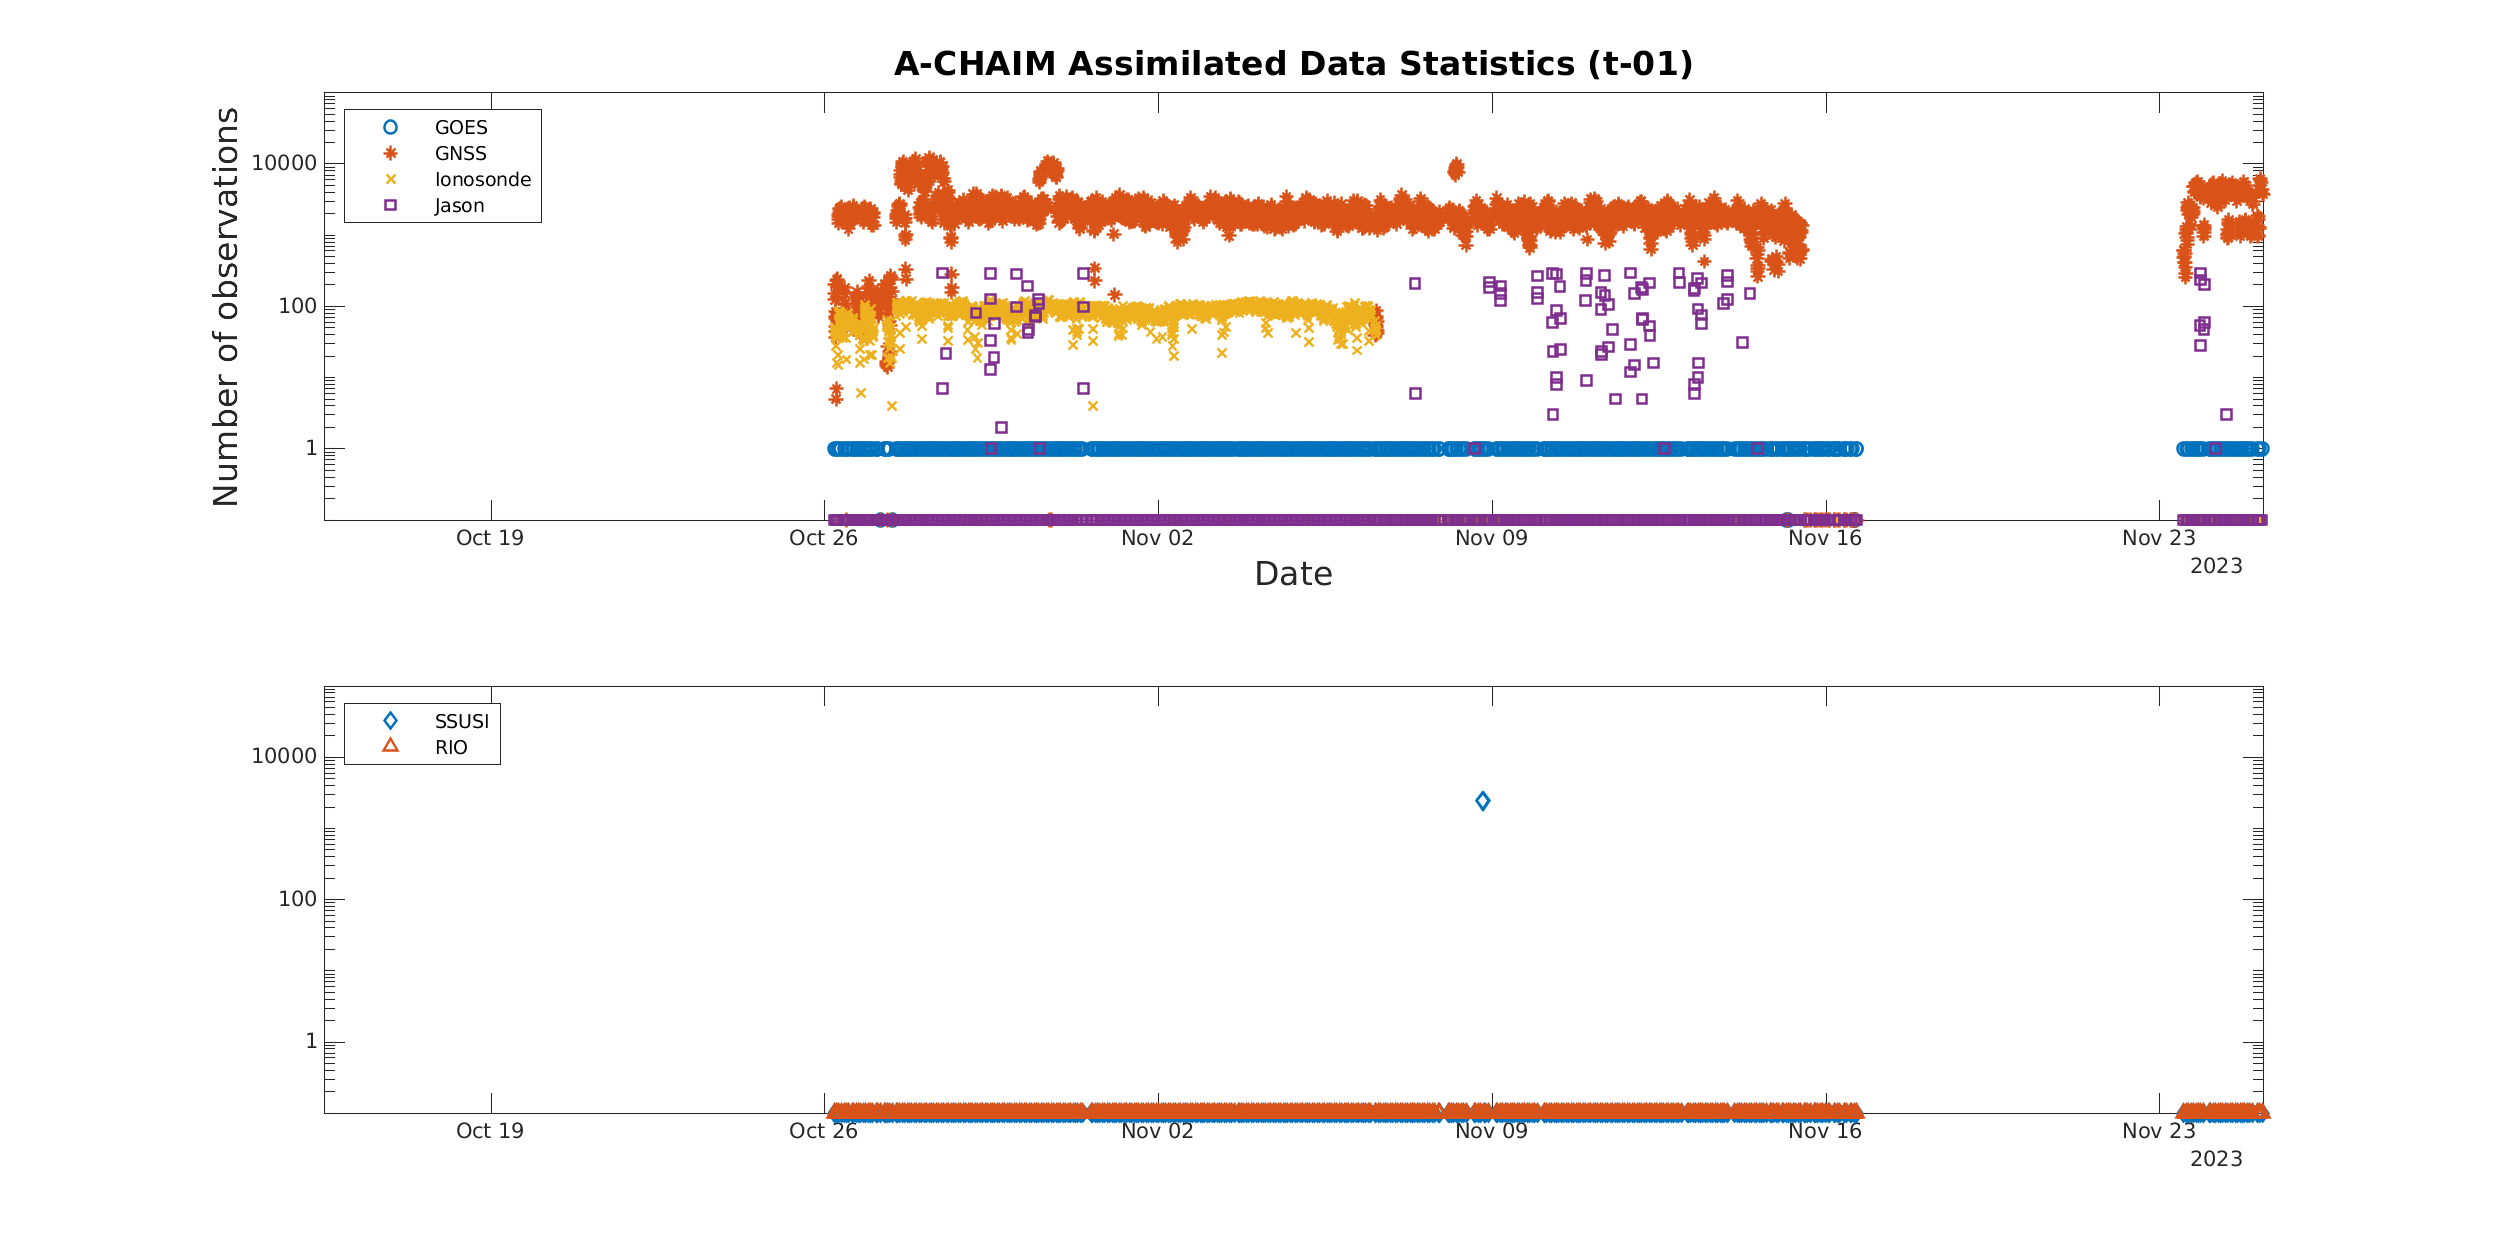 A-CHAIM Assimilated Data Statistics (t-01)
Number of observations
10000
100
1
GOES
GNSS
Ionosonde
Jason
Oct 19
Oct 26
Nov 02
Nov 09
Nov 16
Nov 23
2023
Date
10000
100
1
SSUSI
RIO
Oct 19
Oct 26
Nov 02
Nov 09
Nov 16
Nov 23
2023